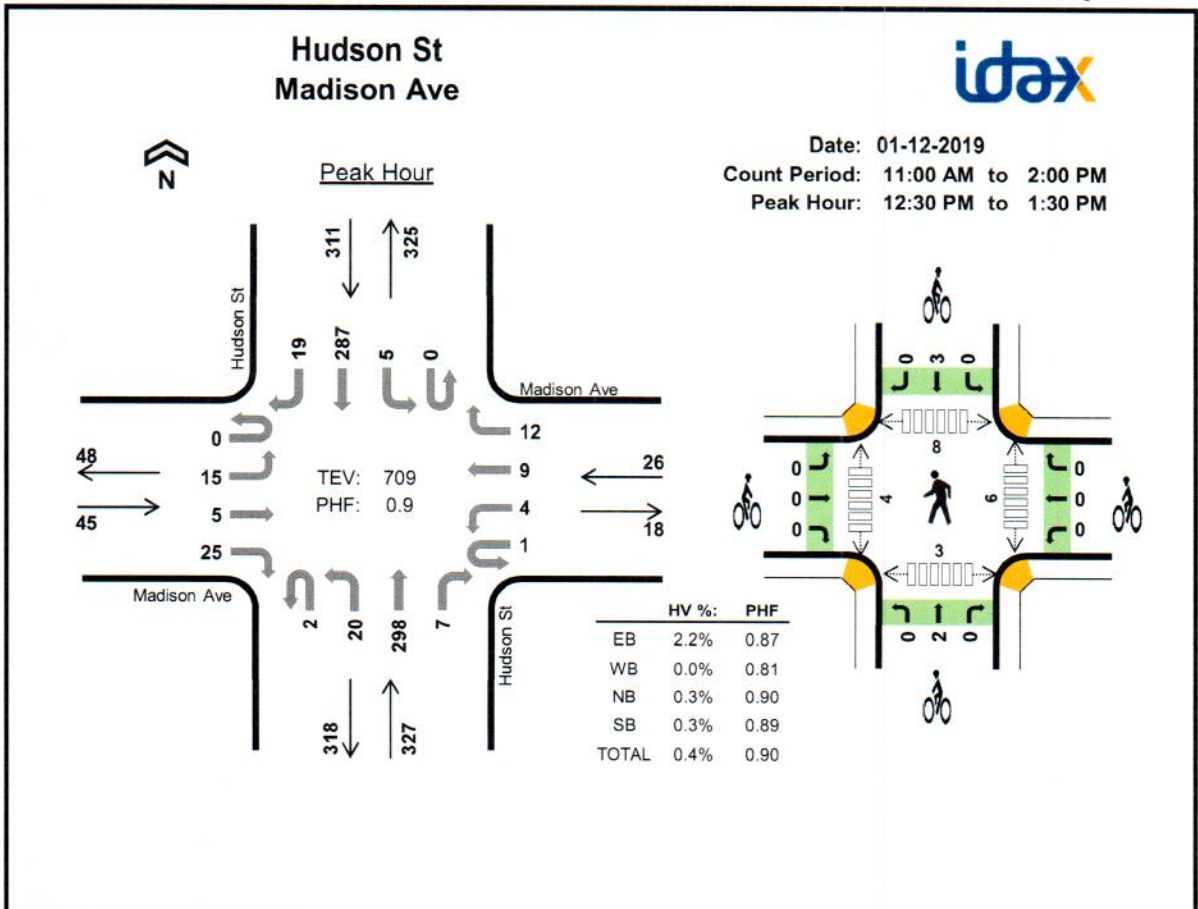 Hudson St
Madison Ave
idax
N
Peak Hour
Date: 01-12-2019
Count Period: 11:00 AM to 2:00 PM
Peak Hour: 12:30 PM to 1:30 PM
311
325
Hudson St
19
287
5
0
Madison Ave
0
15
5
25
48
45
TEV: 709
PHF: 0.9
12
9
4
1
26
18
Madison Ave
2
20
298
7
Hudson St
318
327
HV %: PHF
EB 2.2% 0.87
WB 0.0% 0.81
NB 0.3% 0.90
SB 0.3% 0.89
TOTAL 0.4% 0.90
0 3 0
8
0
0
0
4
0
0
0
3
0 2 0